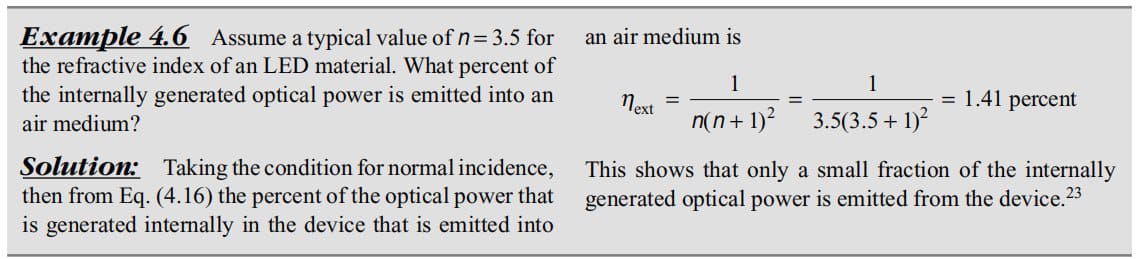 Example 4.6 Assume a typical value of n = 3.5 for
the refractive index of an LED material. What percent of
the internally generated optical power is emitted into an
air medium?
Solution: Taking the condition for normal incidence,
then from Eq. (4.16) the percent of the optical power that
is generated internally in the device that is emitted into
an air medium is
η_ext = 1/(n(n + 1)²) = 1/(3.5(3.5 + 1)²) = 1.41 percent
This shows that only a small fraction of the internally
generated optical power is emitted from the device.²³